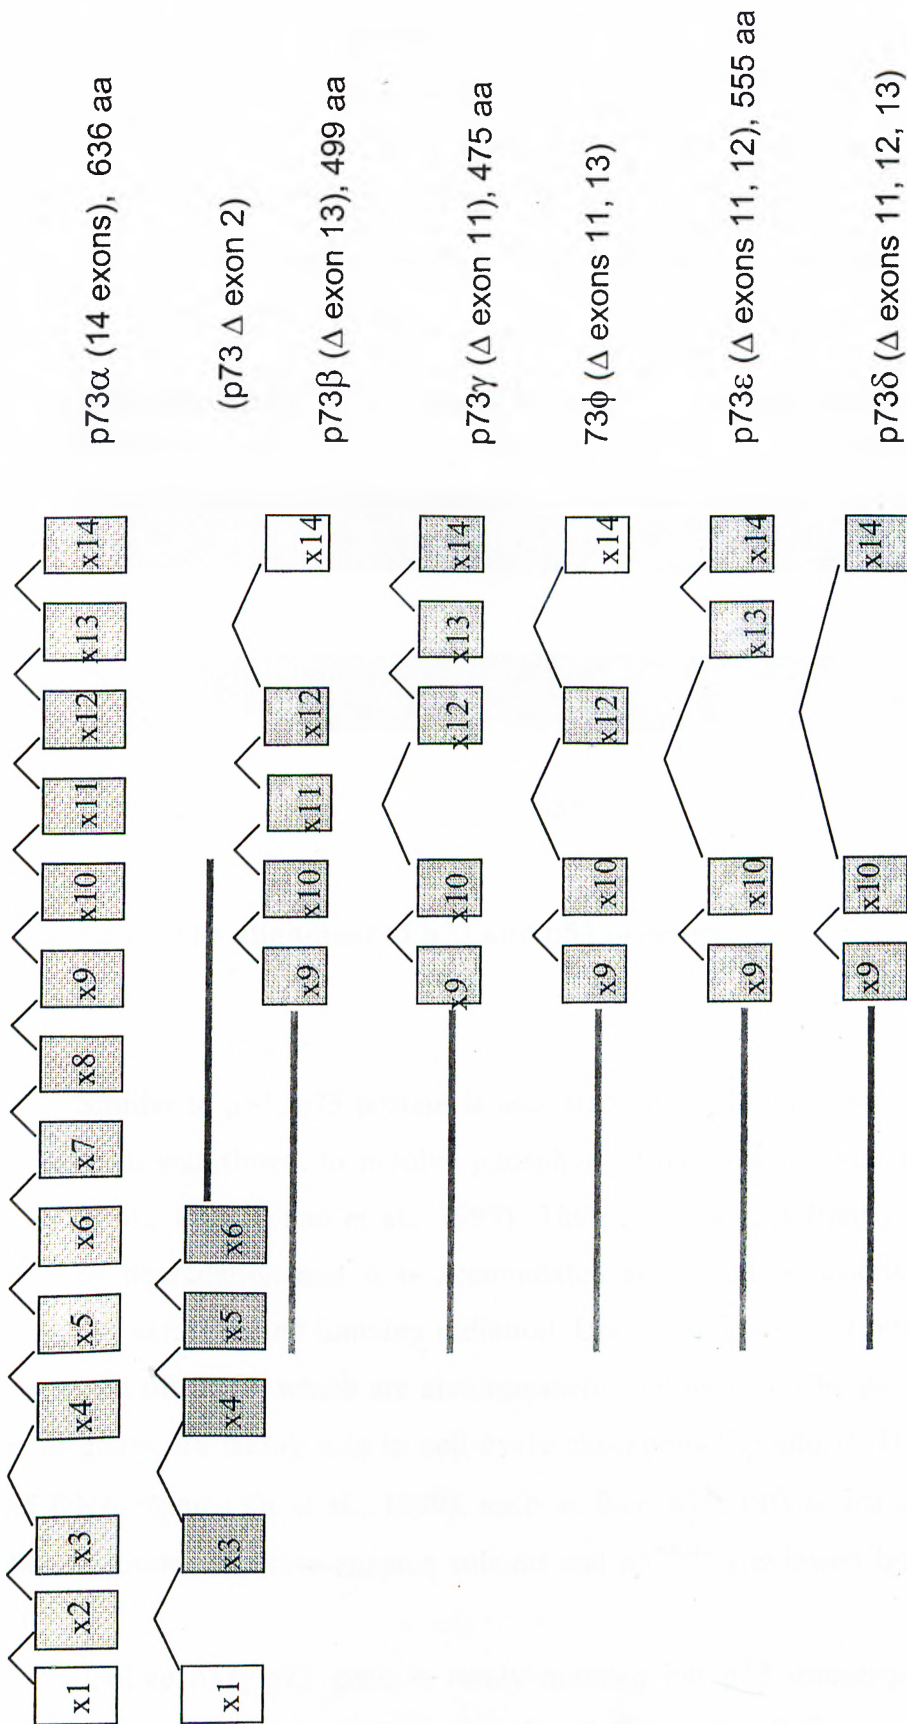 x1 x2 x3 x4 x5 x6 x7 x8 x9 x10 x11 x12 x13 x14 p73α (14 exons), 636 aa
x1 x3 x4 x5 x6 (p73 Δ exon 2)
x9 x10 x11 x12 x14 p73β (Δ exon 13), 499 aa
x9 x10 x12 x13 x14 p73γ (Δ exon 11), 475 aa
x9 x10 x12 x14 73ϕ (Δ exons 11, 13)
x9 x10 x13 x14 p73ε (Δ exons 11, 12), 555 aa
x9 x10 x14 p73δ (Δ exons 11, 12, 13)